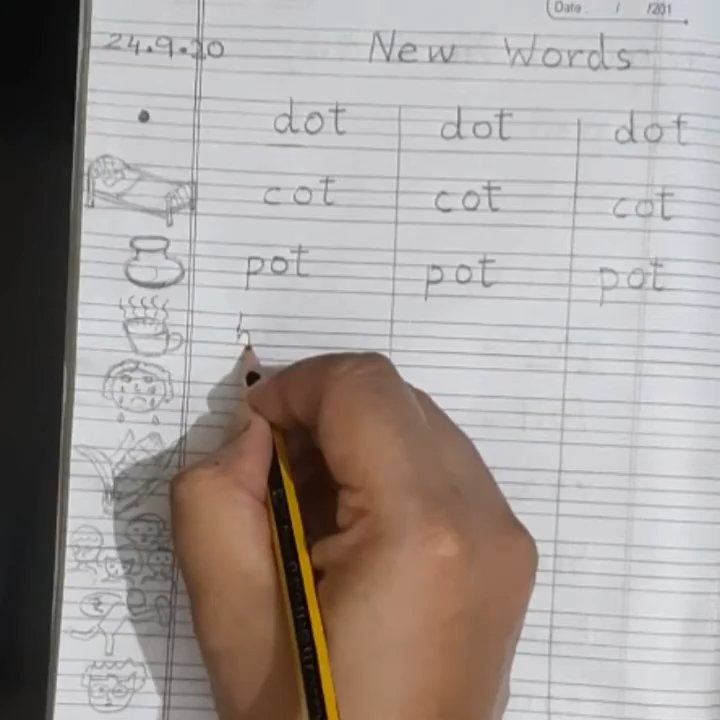 Date. / /201
24.9.20 New Words
dot dot dot
cot cot cot
pot pot pot
h